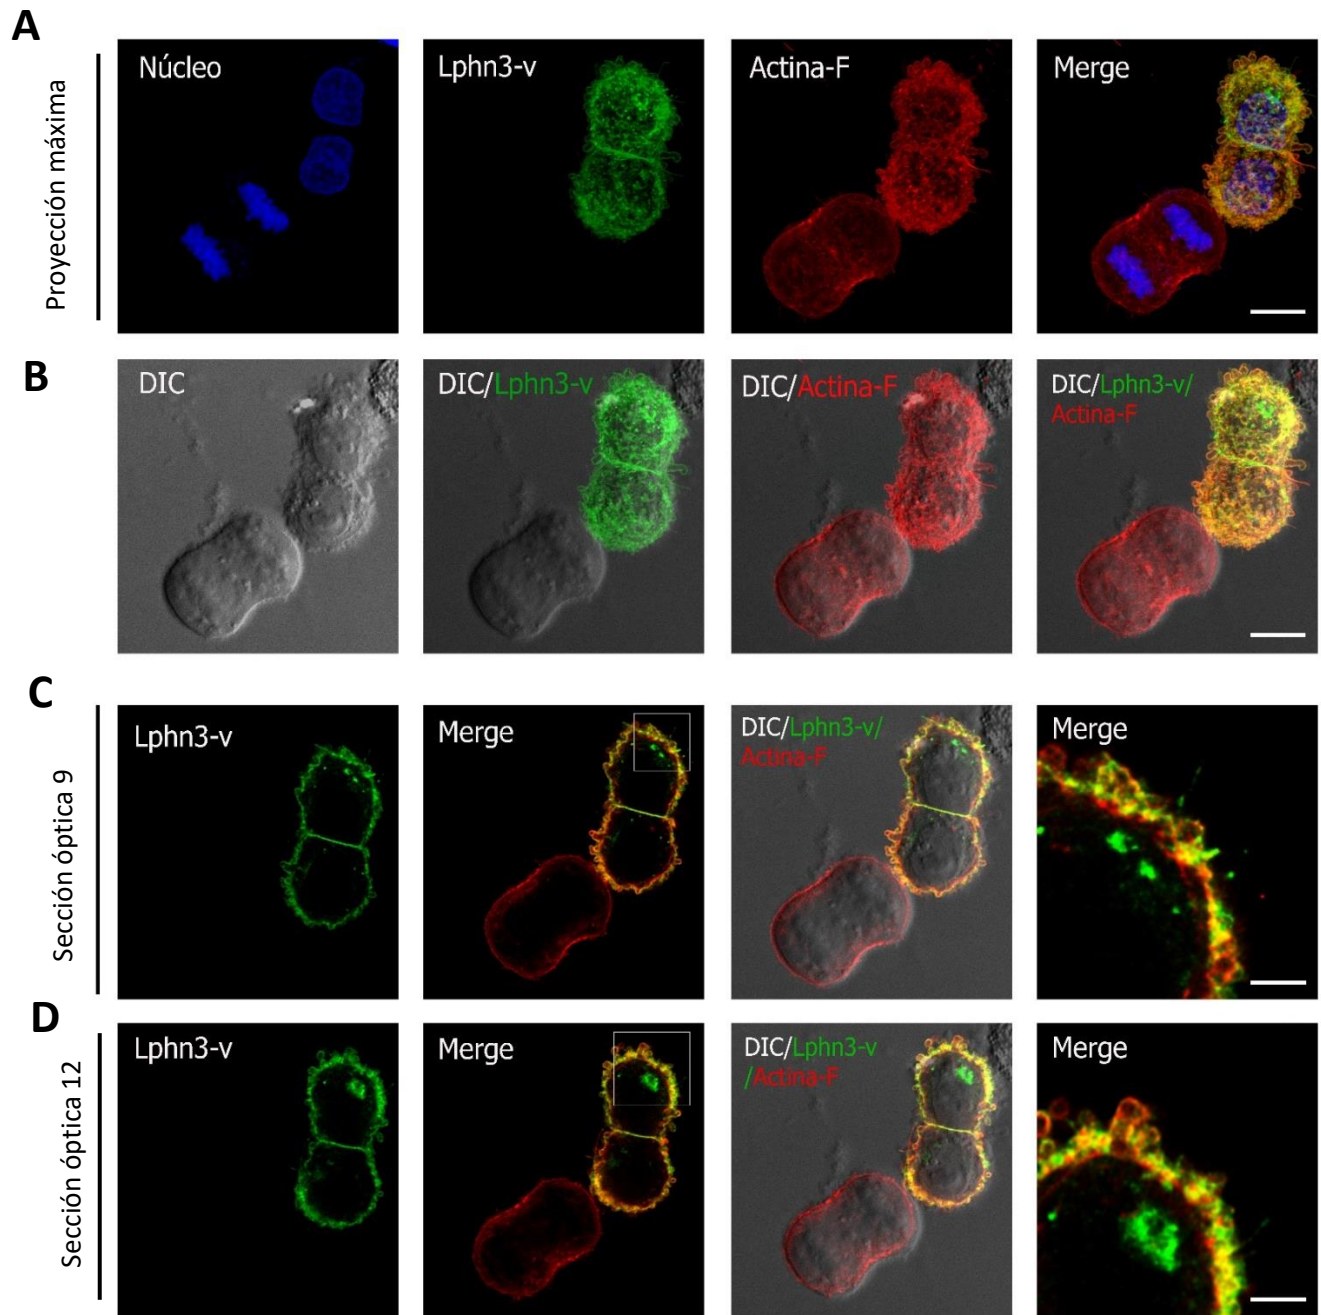 A
Proyección máxima
Núcleo
Lphn3-v
Actina-F
Merge
B
DIC
DIC/Lphn3-v
DIC/Actina-F
DIC/Lphn3-v/
Actina-F
C
Sección óptica 9
Lphn3-v
Merge
DIC/Lphn3-v/
Actina-F
Merge
D
Sección óptica 12
Lphn3-v
Merge
DIC/Lphn3-v
/Actina-F
Merge